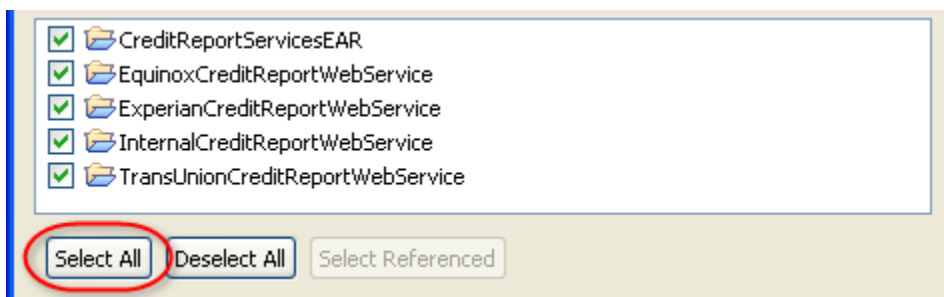 CreditReportServicesEAR
EquinoxCreditReportWebService
ExperianCreditReportWebService
InternalCreditReportWebService
TransUnionCreditReportWebService
Select All Deselect All Select Referenced